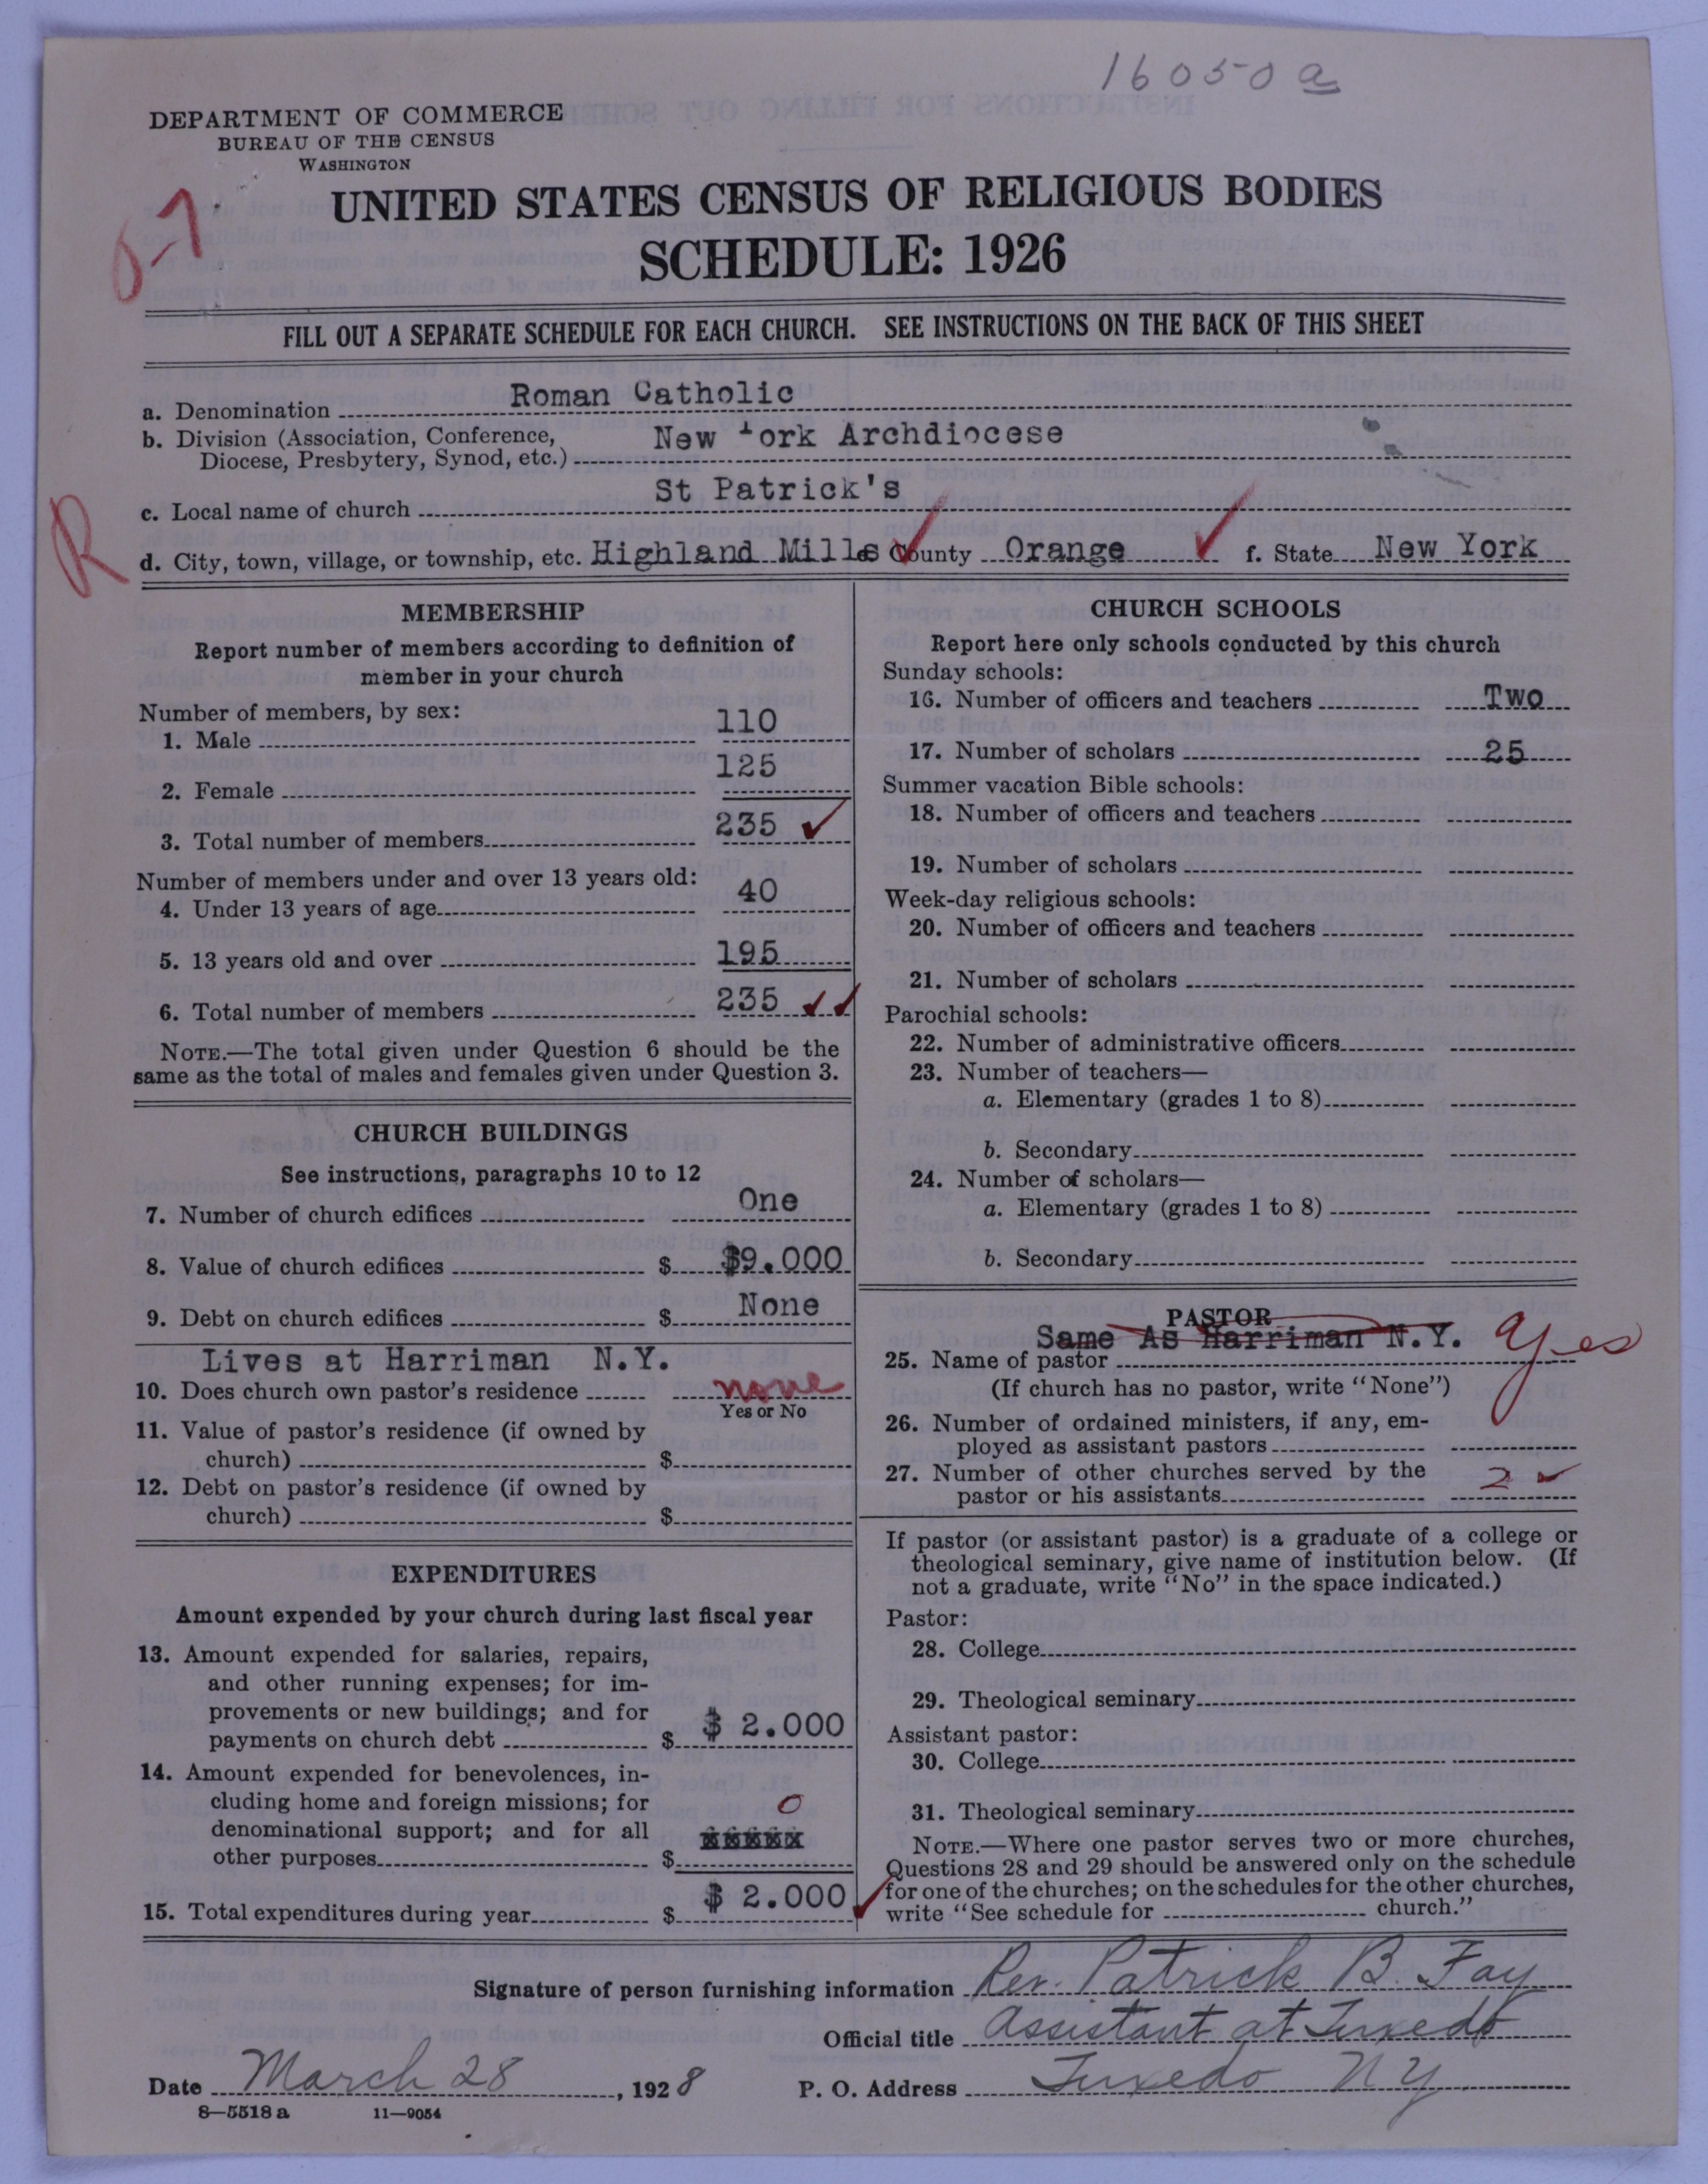 16050 a
DEPARTMENT OF COMMERCE
BUREAU OF THE CENSUS
WASHINGTON
UNITED STATES CENSUS OF RELIGIOUS BODIES
SCHEDULE: 1926
FILL OUT A SEPARATE SCHEDULE FOR EACH CHURCH. SEE INSTRUCTIONS ON THE BACK OF THIS SHEET
a. Denomination Roman Catholic
b. Division (Association, Conference,
Diocese, Presbytery, Synod, etc.) New York Archdiocese
R
c. Local name of church St Patrick's
d. City, town, village, or township, etc. Highland Mills e. County Orange f. State New York
MEMBERSHIP
Report number of members according to definition of
member in your church
Number of members, by sex:
1. Male 110
2. Female 125
3. Total number of members 235 ✓
Number of members under and over 13 years old:
4. Under 13 years of age 40
5. 13 years old and over 195
6. Total number of members 235 ✓✓
NOTE.—The total given under Question 6 should be the
same as the total of males and females given under Question 3.
CHURCH BUILDINGS
See instructions, paragraphs 10 to 12
7. Number of church edifices One
8. Value of church edifices $ $9.000
9. Debt on church edifices $ None
Lives at Harriman N.Y.
10. Does church own pastor's residence none
Yes or No
11. Value of pastor's residence (if owned by
church) $
12. Debt on pastor's residence (if owned by
church) $
EXPENDITURES
Amount expended by your church during last fiscal year
13. Amount expended for salaries, repairs,
and other running expenses; for im-
provements or new buildings; and for
payments on church debt $ $ 2.000
14. Amount expended for benevolences, in-
cluding home and foreign missions; for 0
denominational support; and for all xxxxx
other purposes $
15. Total expenditures during year $ $ 2.000 ✓
CHURCH SCHOOLS
Report here only schools conducted by this church
Sunday schools:
16. Number of officers and teachers Two
17. Number of scholars 25
Summer vacation Bible schools:
18. Number of officers and teachers
19. Number of scholars
Week-day religious schools:
20. Number of officers and teachers
21. Number of scholars
Parochial schools:
22. Number of administrative officers
23. Number of teachers—
a. Elementary (grades 1 to 8)
b. Secondary
24. Number of scholars—
a. Elementary (grades 1 to 8)
b. Secondary
PASTOR
Same As Harriman N.Y. yes
25. Name of pastor
(If church has no pastor, write "None")
26. Number of ordained ministers, if any, em-
ployed as assistant pastors
27. Number of other churches served by the
pastor or his assistants 2 ✓
If pastor (or assistant pastor) is a graduate of a college or
theological seminary, give name of institution below. (If
not a graduate, write "No" in the space indicated.)
Pastor:
28. College
29. Theological seminary
Assistant pastor:
30. College
31. Theological seminary
NOTE.—Where one pastor serves two or more churches,
Questions 28 and 29 should be answered only on the schedule
for one of the churches; on the schedules for the other churches,
write "See schedule for church."
Signature of person furnishing information Rev. Patrick B. Fay
Official title Assistant at Tuxedo
Date March 28, 1928 P. O. Address Tuxedo NY
8—5518 a 11—9054